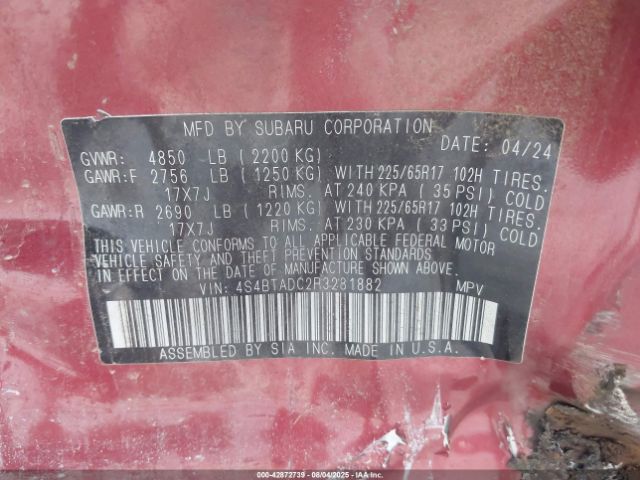 MFD BY SUBARU CORPORATION
DATE: 04/24
GVWR: 4850 LB ( 2200 KG)
GAWR:F 2756 LB ( 1250 KG) WITH 225/65R17 102H TIRES.
17X7J RIMS. AT 240 KPA ( 35 PSI) COLD
GAWR:R 2690 LB ( 1220 KG) WITH 225/65R17 102H TIRES.
17X7J RIMS. AT 230 KPA ( 33 PSI) COLD
THIS VEHICLE CONFORMS TO ALL APPLICABLE FEDERAL MOTOR
VEHICLE SAFETY AND THEFT PREVENTION STANDARDS
IN EFFECT ON THE DATE OF MANUFACTURE SHOWN ABOVE.
VIN: 4S4BTADC2R3281882 MPV
ASSEMBLED BY SIA INC. MADE IN U.S.A.
000-42872739 - 08/04/2025 - IAAI.COM